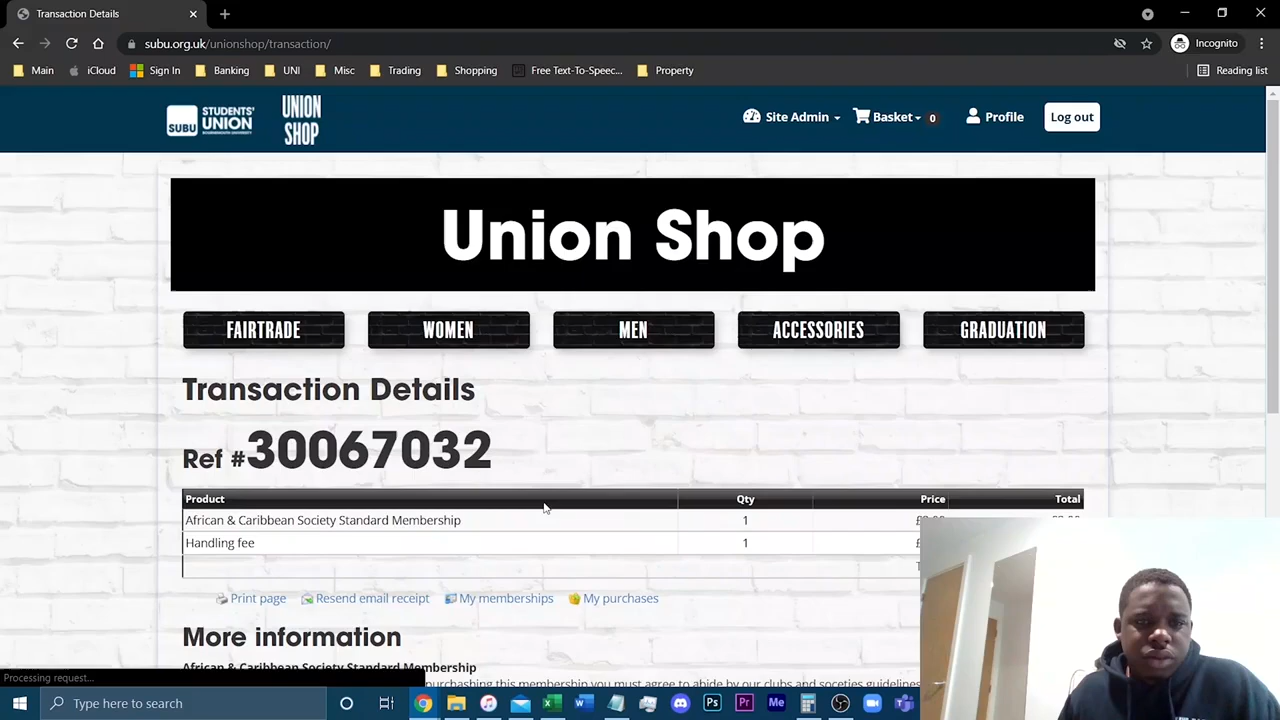 Transaction Details
subu.org.uk/unionshop/transaction/
Incognito
Main iCloud Sign In Banking UNI Misc Trading Shopping Free Text-To-Speec... Property Reading list
SUBU STUDENTS' UNION BOURNEMOUTH UNIVERSITY
UNION SHOP
Site Admin Basket 0 Profile Log out
Union Shop
FAIRTRADE WOMEN MEN ACCESSORIES GRADUATION
Transaction Details
Ref #30067032
Product Qty Price Total
African & Caribbean Society Standard Membership 1
Handling fee 1
Print page Resend email receipt My memberships My purchases
More information
African & Caribbean Society Standard Membership
purchasing this membership you must agree to abide by our clubs and societies guidelines
Processing request...
Type here to search